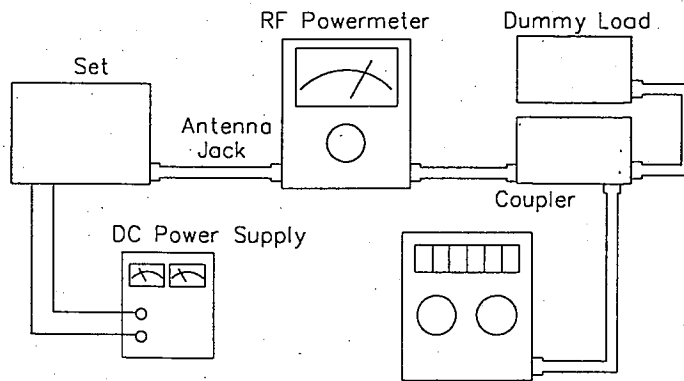 RF Powermeter
Dummy Load
Set
Antenna
Jack
Coupler
DC Power Supply